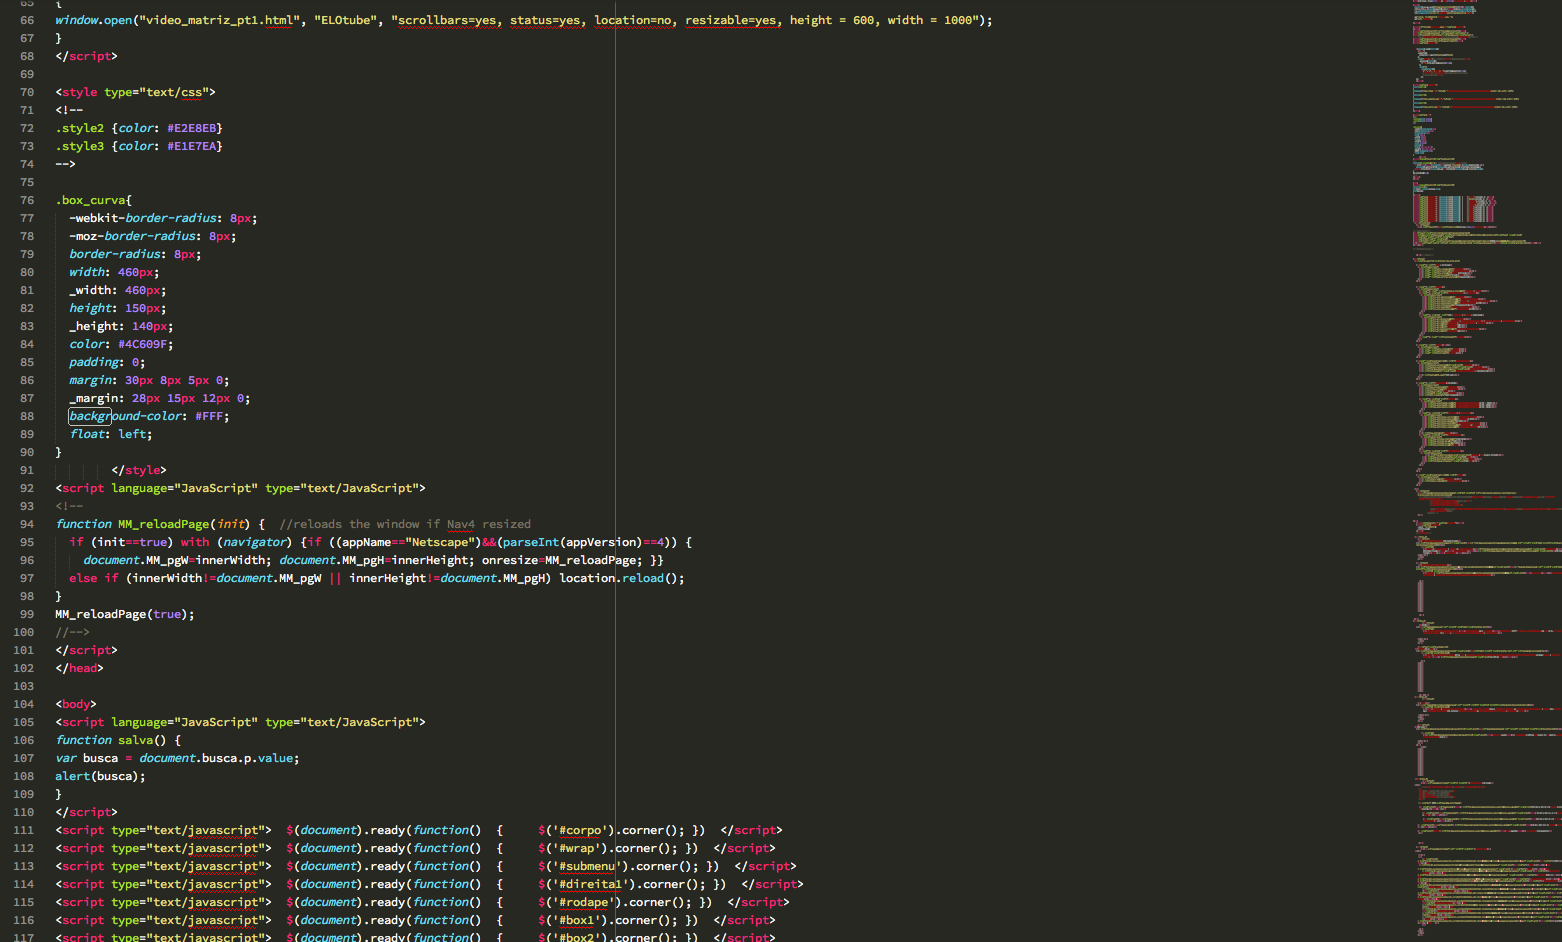 65 {
66 window.open("video_matriz_pt1.html", "ELOtube", "scrollbars=yes, status=yes, location=no, resizable=yes, height = 600, width = 1000");
67 }
68 </script>
69
70 <style type="text/css">
71 <!--
72 .style2 {color: #E2E8EB}
73 .style3 {color: #E1E7EA}
74 -->
75
76 .box_curva{
77 -webkit-border-radius: 8px;
78 -moz-border-radius: 8px;
79 border-radius: 8px;
80 width: 460px;
81 _width: 460px;
82 height: 150px;
83 _height: 140px;
84 color: #4C609F;
85 padding: 0;
86 margin: 30px 8px 5px 0;
87 _margin: 28px 15px 12px 0;
88 background-color: #FFF;
89 float: left;
90 }
91 </style>
92 <script language="JavaScript" type="text/JavaScript">
93 <!--
94 function MM_reloadPage(init) {  //reloads the window if Nav4 resized
95 if (init==true) with (navigator) {if ((appName=="Netscape")&&(parseInt(appVersion)==4)) {
96 document.MM_pgW=innerWidth; document.MM_pgH=innerHeight; onresize=MM_reloadPage; }}
97 else if (innerWidth!=document.MM_pgW || innerHeight!=document.MM_pgH) location.reload();
98 }
99 MM_reloadPage(true);
100 //-->
101 </script>
102 </head>
103
104 <body>
105 <script language="JavaScript" type="text/JavaScript">
106 function salva() {
107 var busca = document.busca.p.value;
108 alert(busca);
109 }
110 </script>
111 <script type="text/javascript">  $(document).ready(function()  {     $('#corpo').corner(); })  </script>
112 <script type="text/javascript">  $(document).ready(function()  {     $('#wrap').corner(); })  </script>
113 <script type="text/javascript">  $(document).ready(function()  {     $('#submenu').corner(); })  </script>
114 <script type="text/javascript">  $(document).ready(function()  {     $('#direita1').corner(); })  </script>
115 <script type="text/javascript">  $(document).ready(function()  {     $('#rodape').corner(); })  </script>
116 <script type="text/javascript">  $(document).ready(function()  {     $('#box1').corner(); })  </script>
117 <script type="text/javascript">  $(document).ready(function()  {     $('#box2').corner(); })  </script>